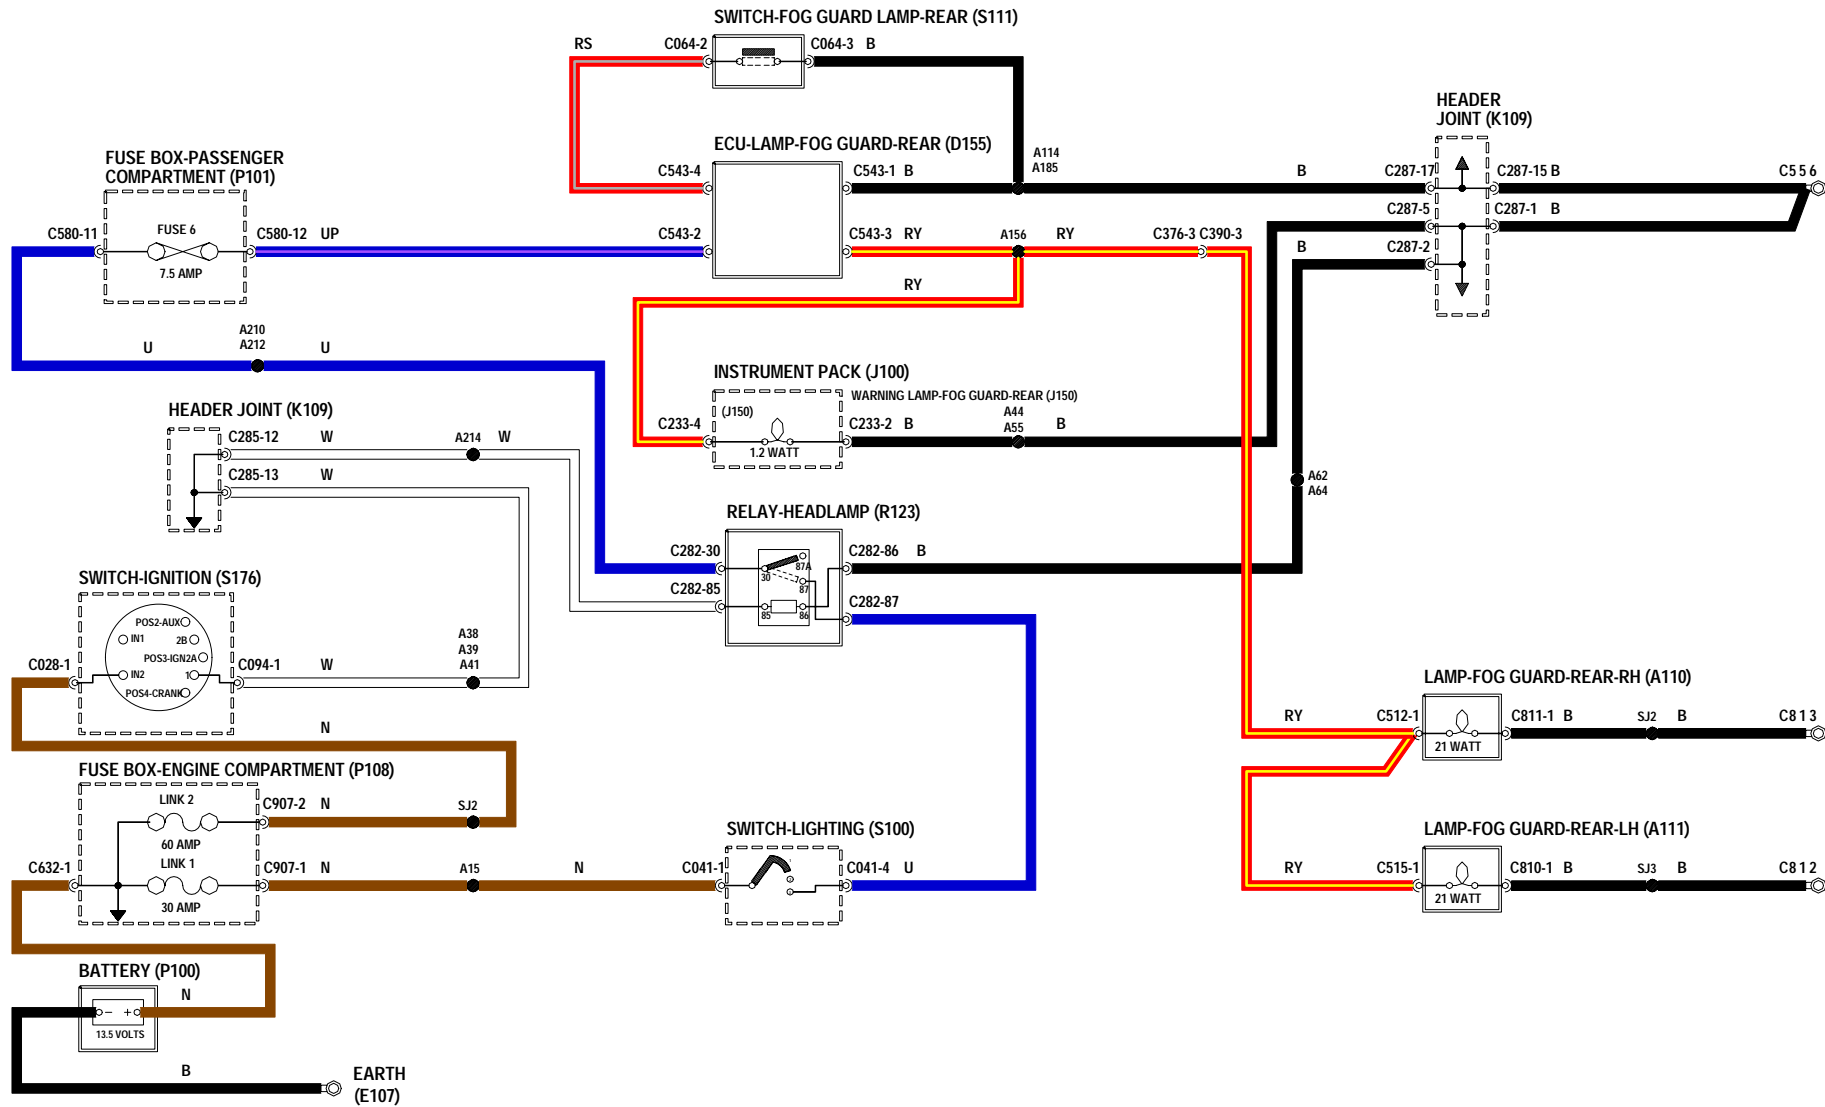 SWITCH-FOG GUARD LAMP-REAR (S111)
RS
C064-2
C064-3 B
HEADER
JOINT (K109)
ECU-LAMP-FOG GUARD-REAR (D155)
A114
A185
FUSE BOX-PASSENGER
COMPARTMENT (P101)
C543-4
C543-1 B
B
C287-17
C287-15 B
C556
C287-5
C287-1 B
C580-11
FUSE 6
C580-12 UP
C543-2
C543-3 RY
A156
RY
C376-3 C390-3
B
C287-2
7.5 AMP
RY
U
A210
A212
U
INSTRUMENT PACK (J100)
WARNING LAMP-FOG GUARD-REAR (J150)
HEADER JOINT (K109)
(J150)
A44
A55
C233-4
C233-2 B
B
1.2 WATT
C285-12
W
A214
W
C285-13
W
A62
A64
RELAY-HEADLAMP (R123)
C282-30
C282-86 B
87A
30
87
C282-85
C282-87
85
86
SWITCH-IGNITION (S176)
POS2-AUX
IN1
2B
POS3-IGN2A
IN2
1
POS4-CRANK
C028-1
C094-1
W
A38
A39
A41
LAMP-FOG GUARD-REAR-RH (A110)
RY
C512-1
C811-1 B
SJ2
B
C813
21 WATT
N
FUSE BOX-ENGINE COMPARTMENT (P108)
LINK 2
C907-2 N
SJ2
60 AMP
SWITCH-LIGHTING (S100)
LAMP-FOG GUARD-REAR-LH (A111)
LINK 1
C632-1
C907-1 N
A15
N
C041-1
C041-4 U
RY
C515-1
C810-1 B
SJ3
B
C812
30 AMP
21 WATT
BATTERY (P100)
N
- +
13.5 VOLTS
B
EARTH
(E107)